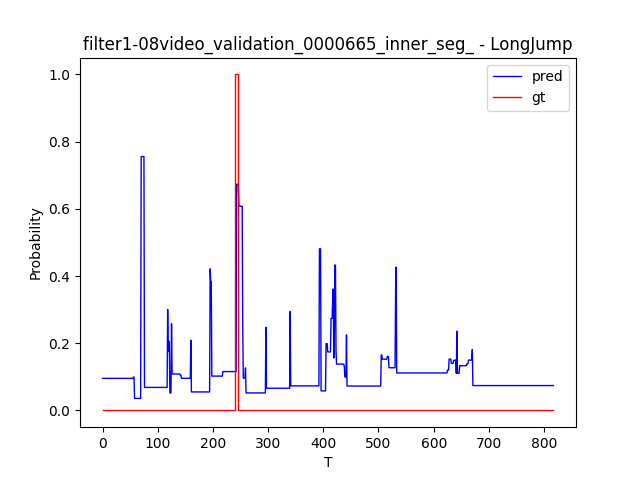 filter1-08video_validation_0000665_inner_seg_ - LongJump
pred
gt
Probability
1.0
0.8
0.6
0.4
0.2
0.0
0 100 200 300 400 500 600 700 800
T